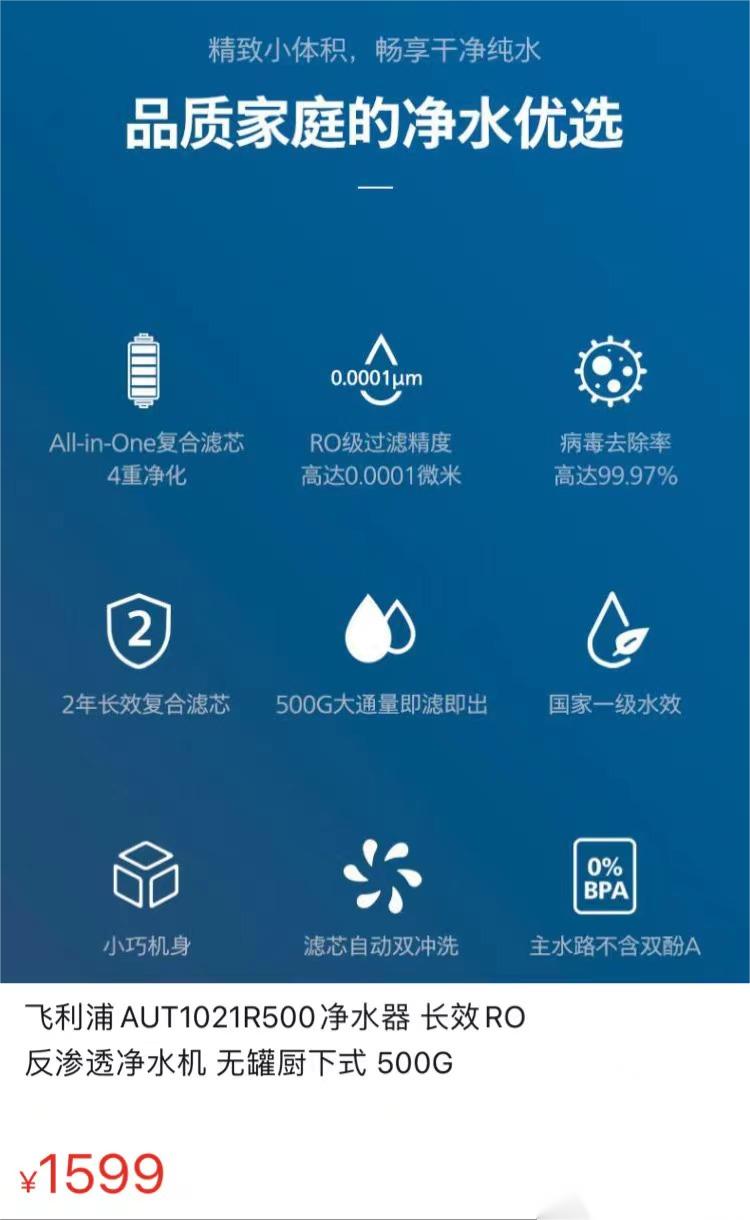 精致小体积，畅享干净纯水
品质家庭的净水优选
0.0001μm
All-in-One复合滤芯
4重净化
RO级过滤精度
高达0.0001微米
病毒去除率
高达99.97%
2
2年长效复合滤芯
500G大通量即滤即出
国家一级水效
0%
BPA
小巧机身
滤芯自动双冲洗
主水路不含双酚A
飞利浦AUT1021R500净水器 长效RO
反渗透净水机 无罐厨下式 500G
¥1599